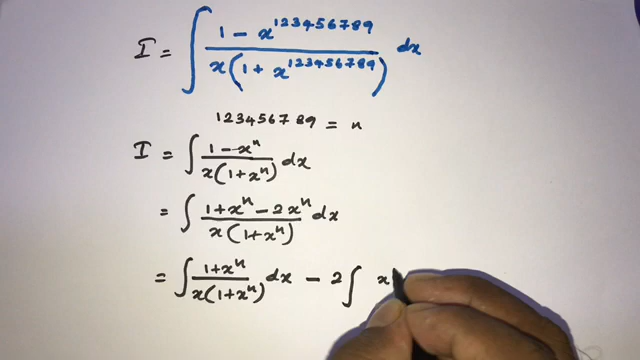 I = ∫ (1 - x^123456789) / (x(1 + x^123456789)) dx
123456789 = n
I = ∫ (1-x^n) / (x(1+x^n)) dx
= ∫ (1+x^n - 2x^n) / (x(1+x^n)) dx
= ∫ (1+x^n) / (x(1+x^n)) dx - 2∫ x